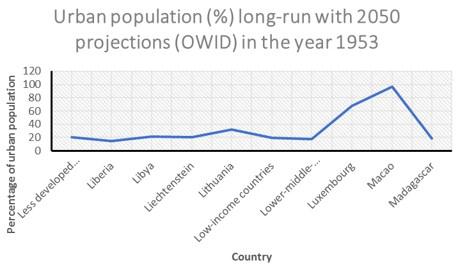 Urban population (%) long-run with 2050
projections (OWID) in the year 1953
Percentage of urban population
120
100
80
60
40
20
0
Less developed...
Liberia
Libya
Liechtenstein
Lithuania
Low-income countries
Lower-middle-...
Luxembourg
Macao
Madagascar
Country